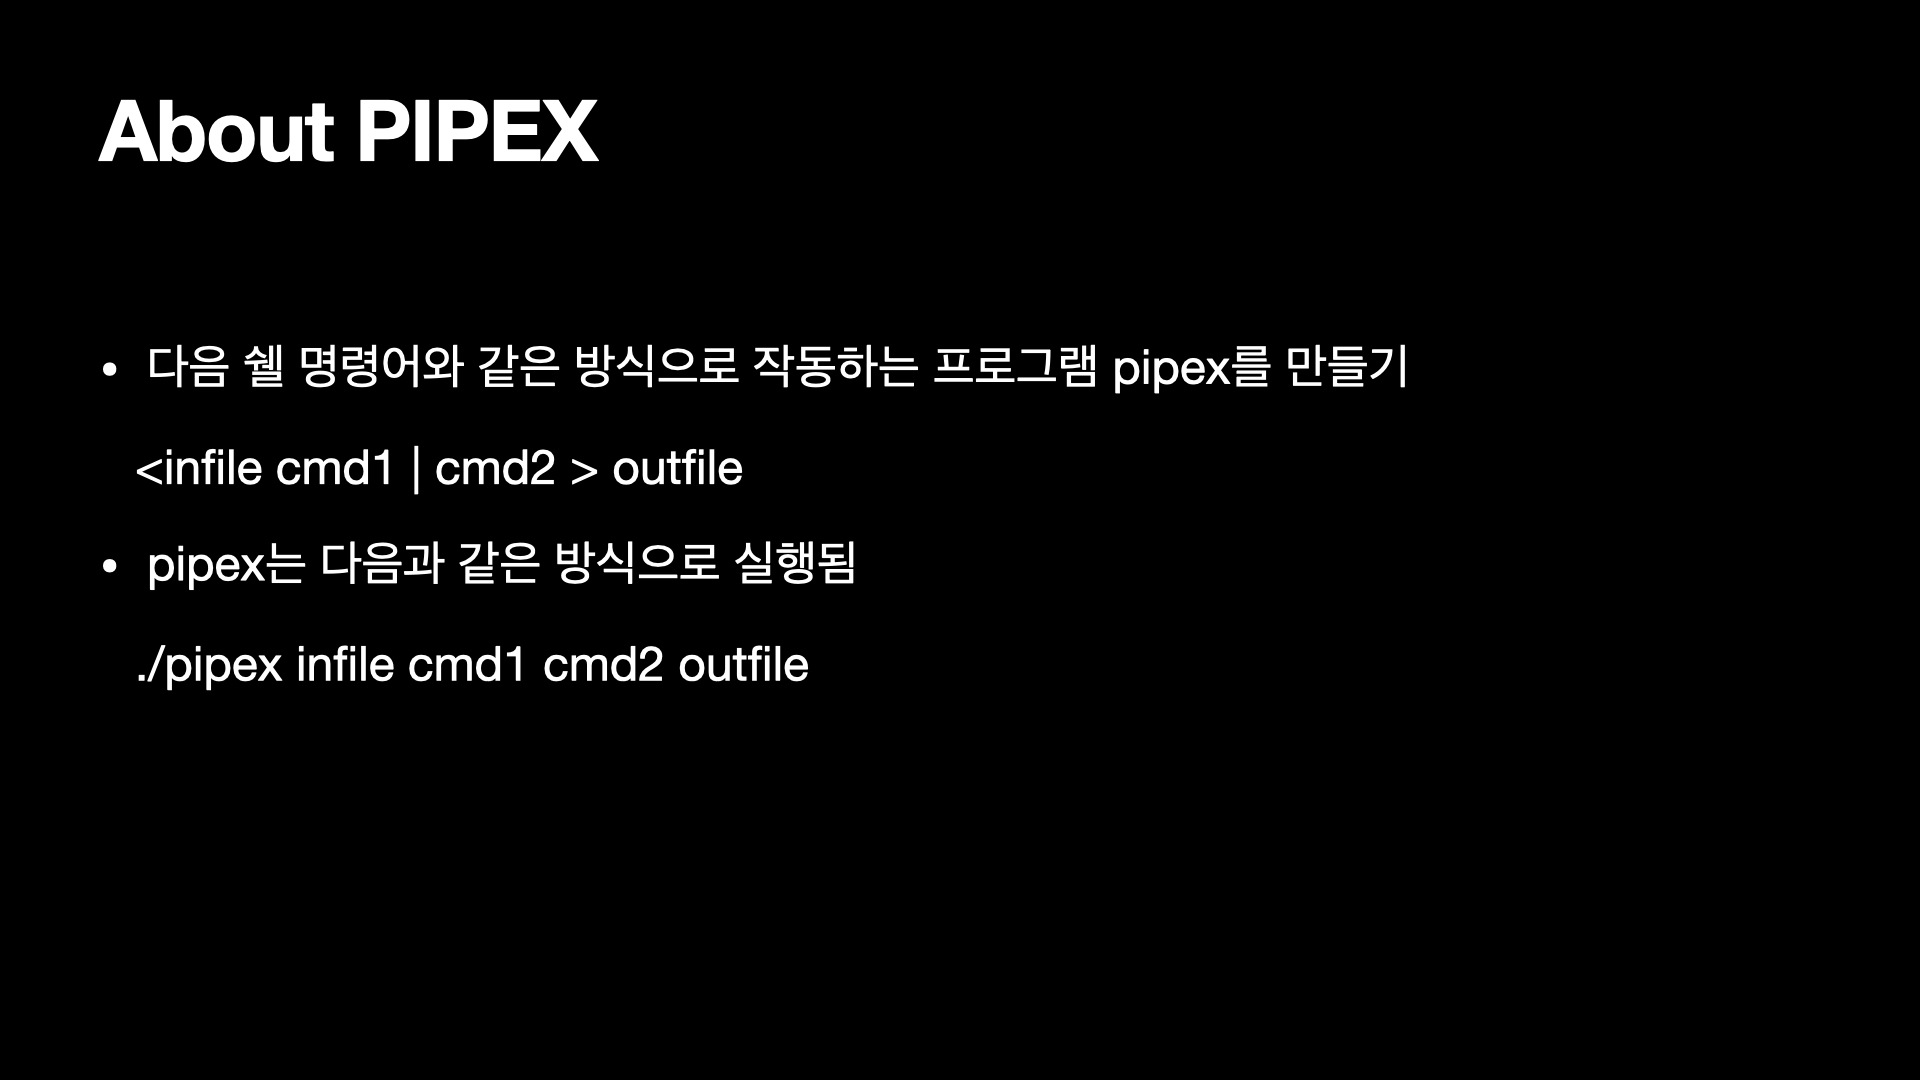 About PIPEX
• 다음 쉘 명령어와 같은 방식으로 작동하는 프로그램 pipex를 만들기
<infile cmd1 | cmd2 > outfile
• pipex는 다음과 같은 방식으로 실행됨
./pipex infile cmd1 cmd2 outfile